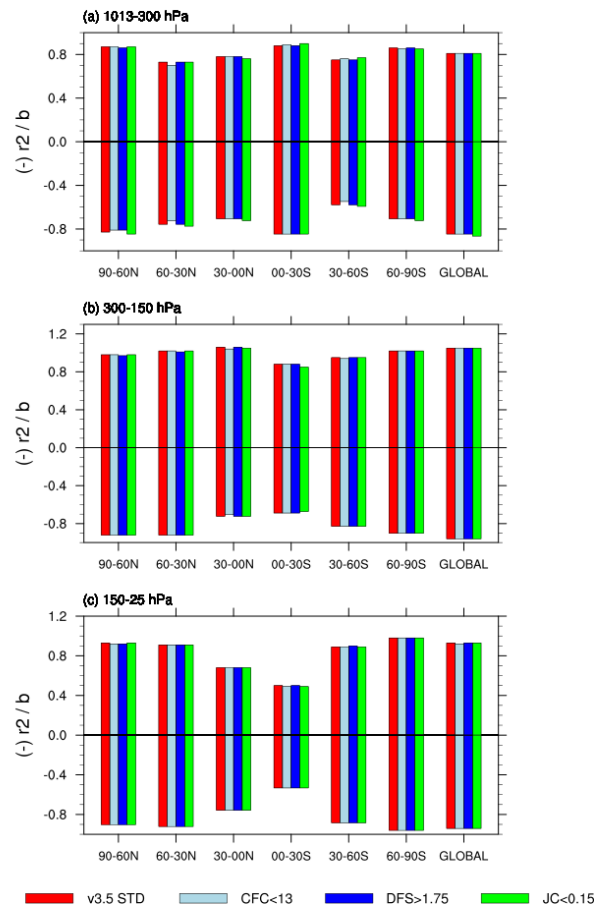 (a) 1013-300 hPa
0.8
0.4
0.0
-0.4
-0.8
(-) r2 / b
90-60N 60-30N 30-00N 00-30S 30-60S 60-90S GLOBAL
(b) 300-150 hPa
1.2
0.8
0.4
0.0
-0.4
-0.8
(-) r2 / b
90-60N 60-30N 30-00N 00-30S 30-60S 60-90S GLOBAL
(c) 150-25 hPa
1.2
0.8
0.4
0.0
-0.4
-0.8
(-) r2 / b
90-60N 60-30N 30-00N 00-30S 30-60S 60-90S GLOBAL
v3.5 STD CFC<13 DFS>1.75 JC<0.15